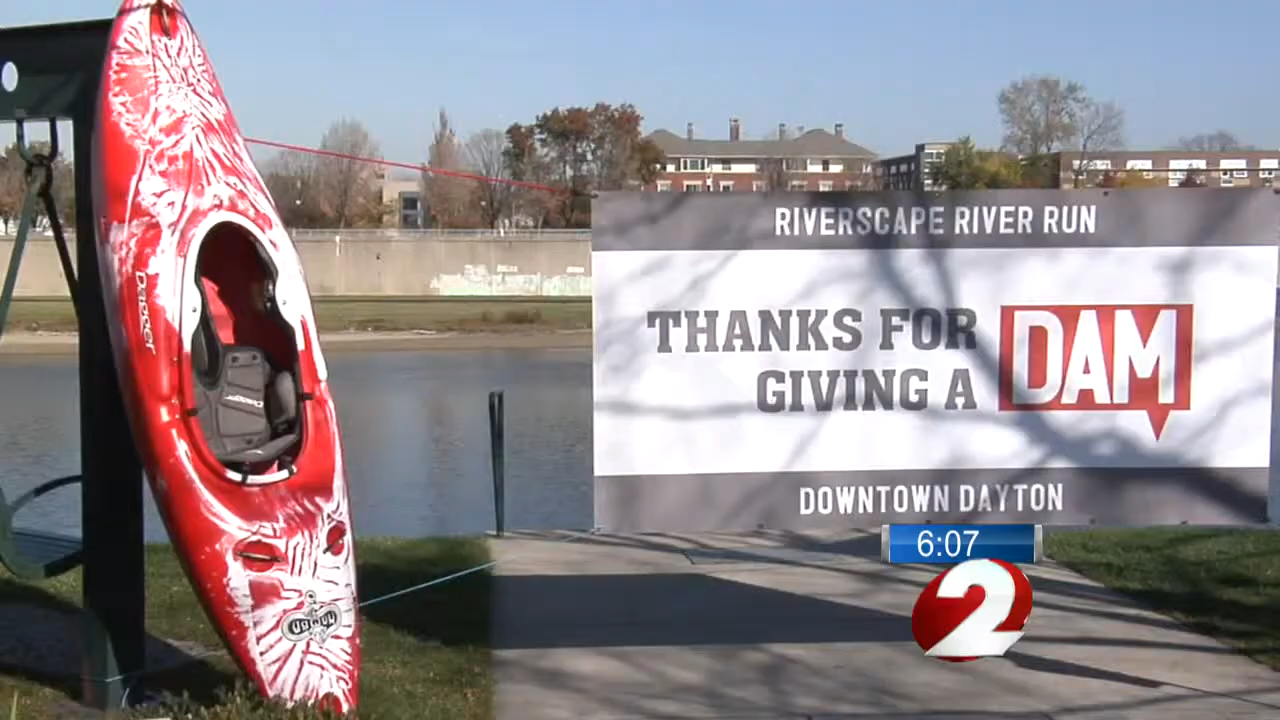 RIVERSCAPE RIVER RUN
THANKS FOR
GIVING A DAM
DOWNTOWN DAYTON
Dagger
6:07
2